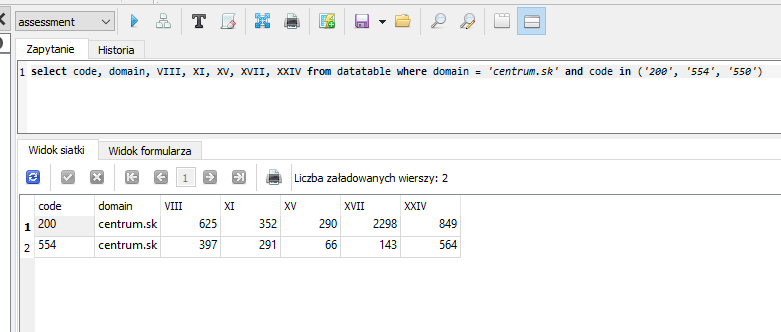 assessment
Zapytanie Historia
1 select code, domain, VIII, XI, XV, XVII, XXIV from datatable where domain = 'centrum.sk' and code in ('200', '554', '550')
Widok siatki Widok formularza
1 Liczba załadowanych wierszy: 2
code domain VIII XI XV XVII XXIV
1 200 centrum.sk 625 352 290 2298 849
2 554 centrum.sk 397 291 66 143 564